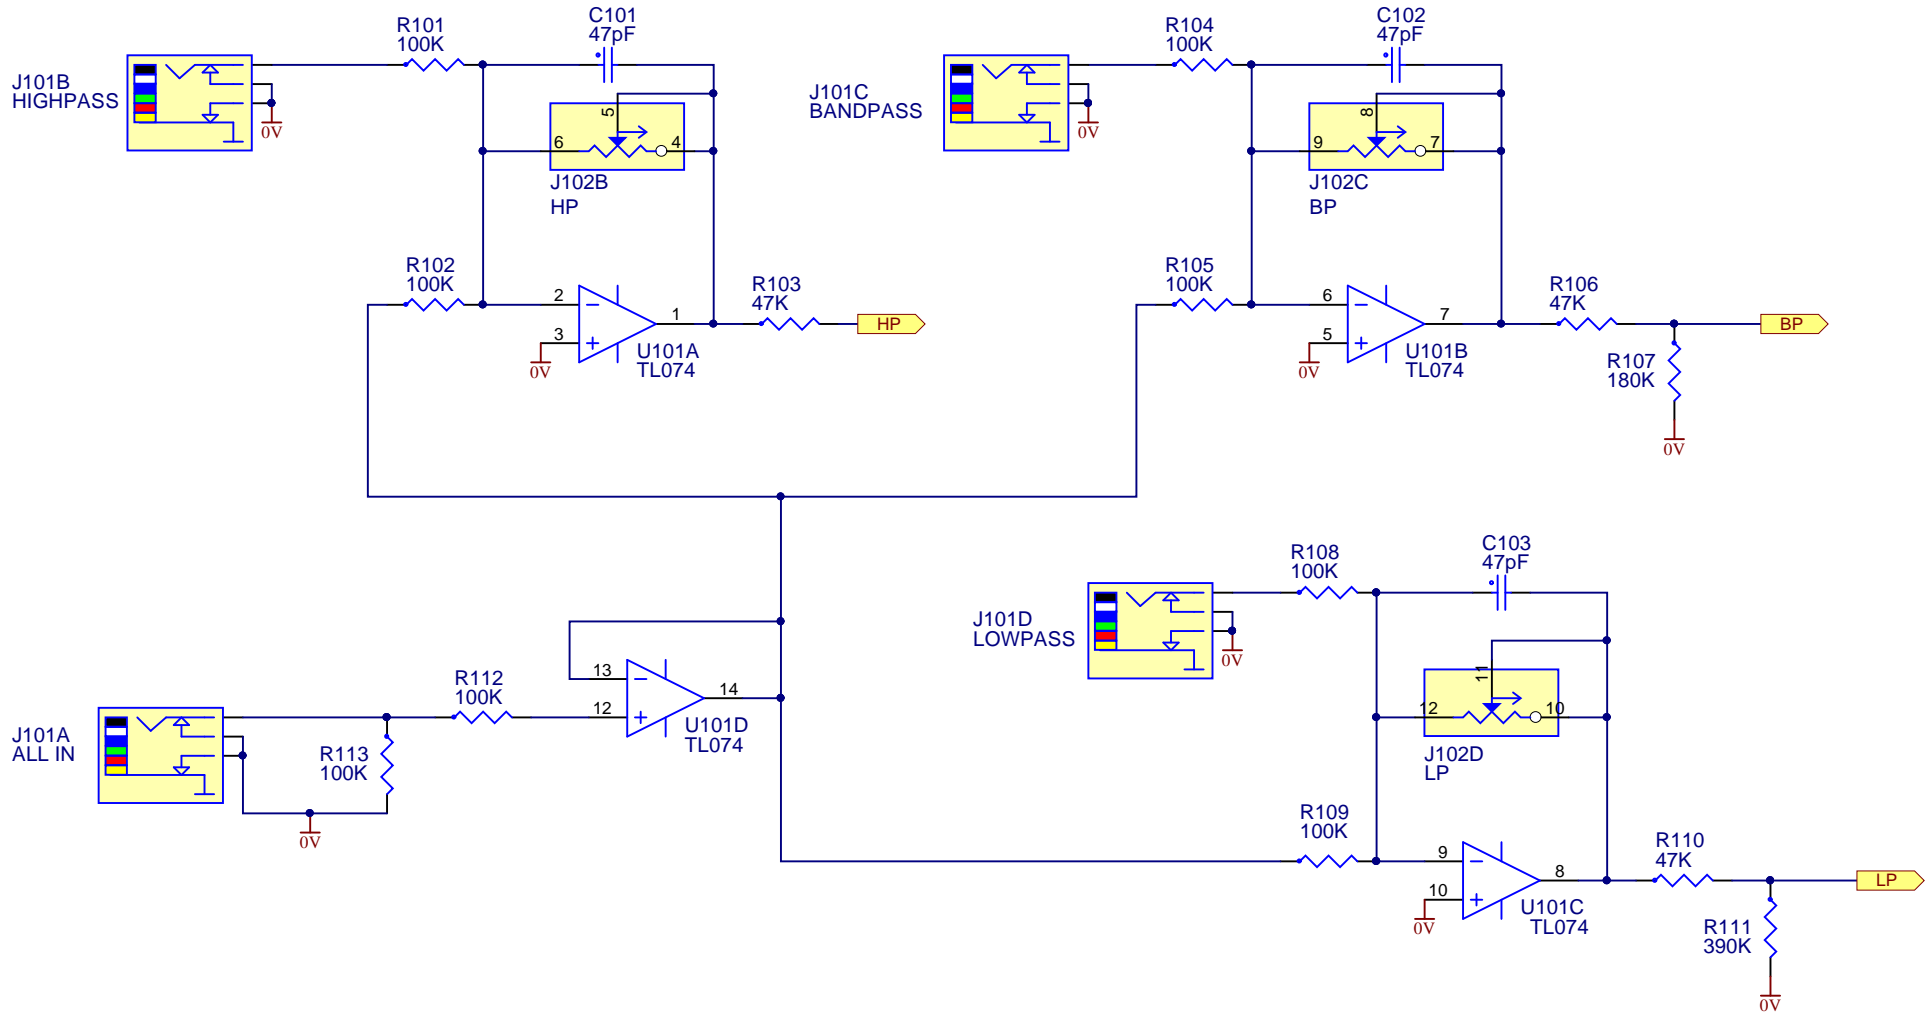 J101B
HIGHPASS
0V
R101
100K
C101
47pF
5
6
4
J102B
HP
R102
100K
2
3
1
0V
U101A
TL074
R103
47K
HP
J101C
BANDPASS
0V
R104
100K
C102
47pF
8
9
7
J102C
BP
R105
100K
6
5
7
0V
U101B
TL074
R106
47K
R107
180K
0V
BP
J101A
ALL IN
R113
100K
0V
R112
100K
13
12
14
U101D
TL074
J101D
LOWPASS
0V
R108
100K
C103
47pF
11
12
10
J102D
LP
R109
100K
9
10
8
0V
U101C
TL074
R110
47K
R111
390K
0V
LP